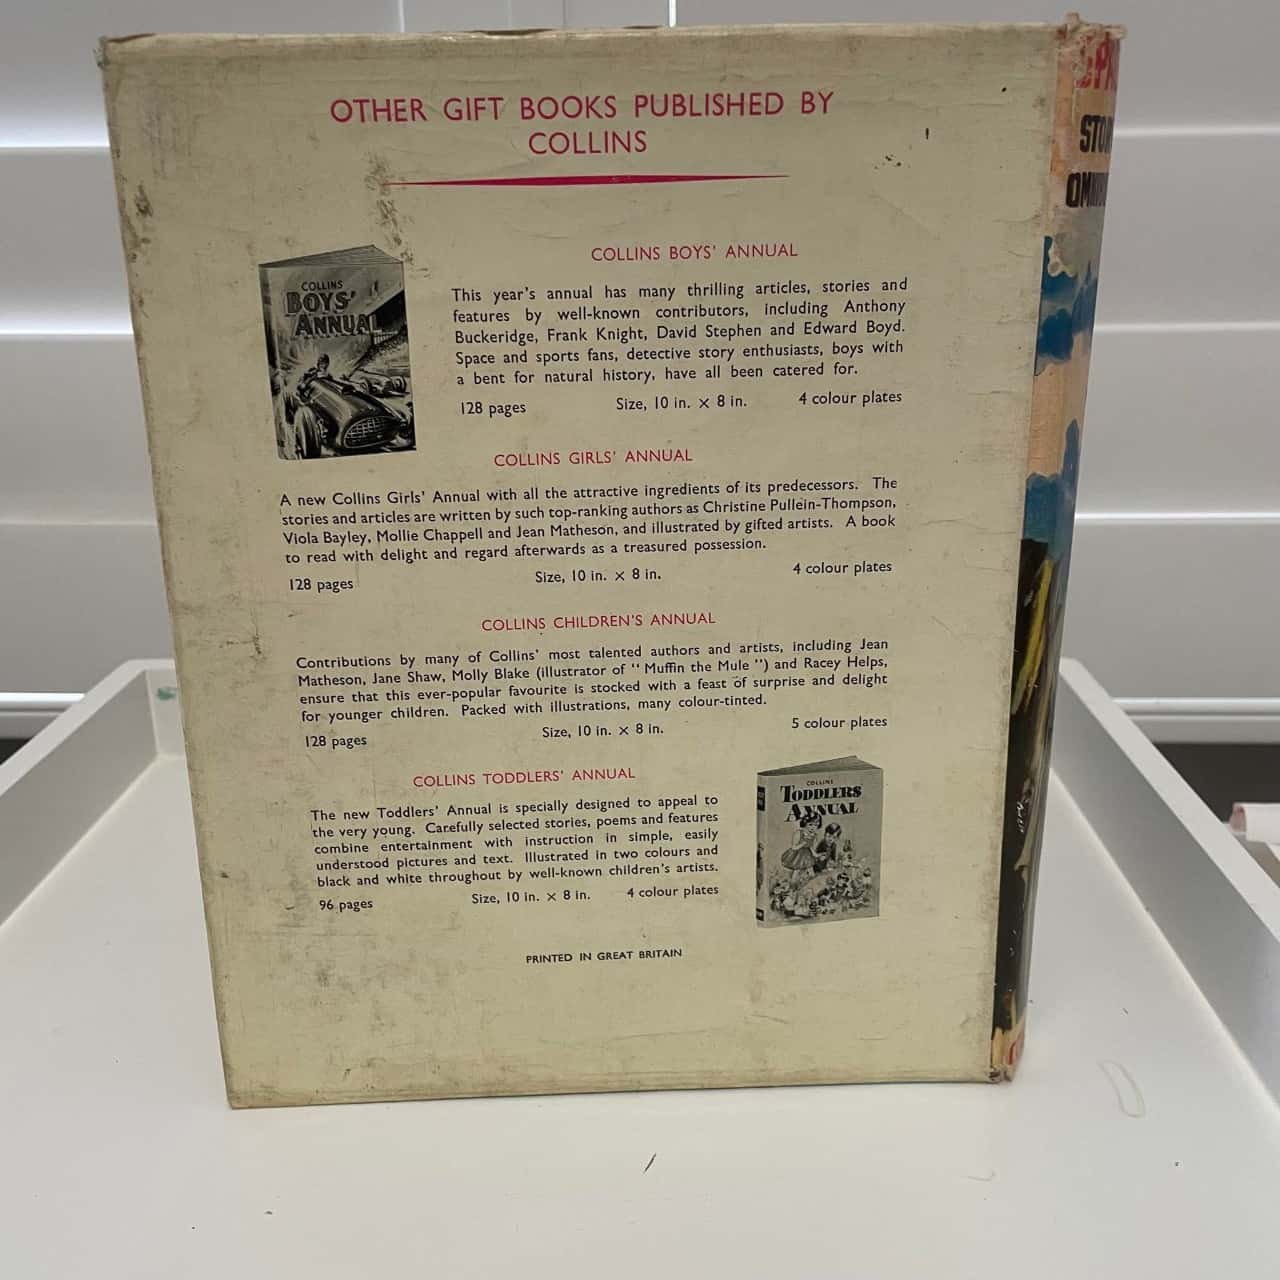 OTHER GIFT BOOKS PUBLISHED BY
COLLINS
COLLINS BOYS' ANNUAL
COLLINS
BOYS'
ANNUAL
This year's annual has many thrilling articles, stories and
features by well-known contributors, including Anthony
Buckeridge, Frank Knight, David Stephen and Edward Boyd.
Space and sports fans, detective story enthusiasts, boys with
a bent for natural history, have all been catered for.
128 pages Size, 10 in. × 8 in. 4 colour plates
COLLINS GIRLS' ANNUAL
A new Collins Girls' Annual with all the attractive ingredients of its predecessors. The
stories and articles are written by such top-ranking authors as Christine Pullein-Thompson,
Viola Bayley, Mollie Chappell and Jean Matheson, and illustrated by gifted artists. A book
to read with delight and regard afterwards as a treasured possession.
128 pages Size, 10 in. × 8 in. 4 colour plates
COLLINS CHILDREN'S ANNUAL
Contributions by many of Collins' most talented authors and artists, including Jean
Matheson, Jane Shaw, Molly Blake (illustrator of “ Muffin the Mule ”) and Racey Helps,
ensure that this ever-popular favourite is stocked with a feast of surprise and delight
for younger children. Packed with illustrations, many colour-tinted.
128 pages Size, 10 in. × 8 in. 5 colour plates
COLLINS TODDLERS' ANNUAL
The new Toddlers' Annual is specially designed to appeal to
the very young. Carefully selected stories, poems and features
combine entertainment with instruction in simple, easily
understood pictures and text. Illustrated in two colours and
black and white throughout by well-known children's artists.
96 pages Size, 10 in. × 8 in. 4 colour plates
COLLINS
TODDLERS
ANNUAL
PRINTED IN GREAT BRITAIN